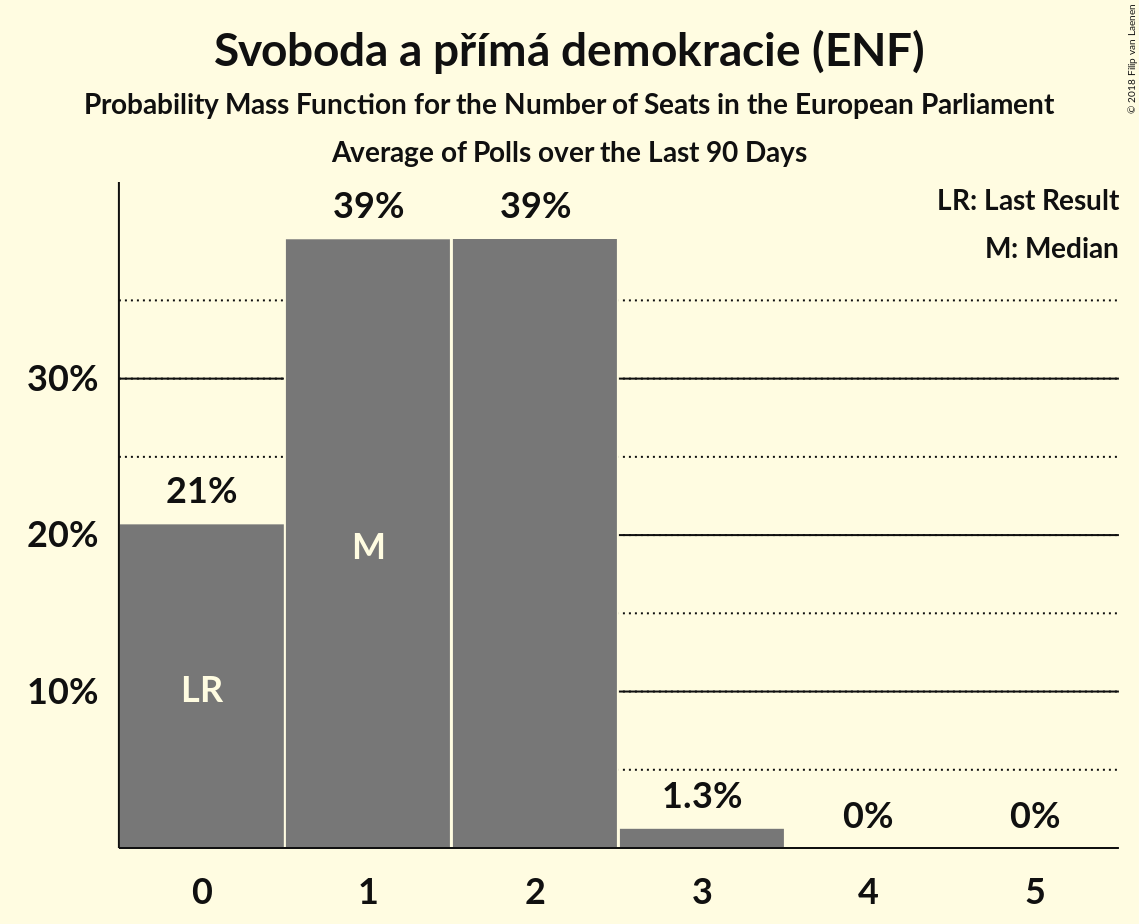 Svoboda a přímá demokracie (ENF)
Probability Mass Function for the Number of Seats in the European Parliament
Average of Polls over the Last 90 Days
© 2018 Filip van Laenen
LR: Last Result
M: Median
39%
39%
30%
21%
20%
M
10%
LR
1.3%
0%
0%
0
1
2
3
4
5